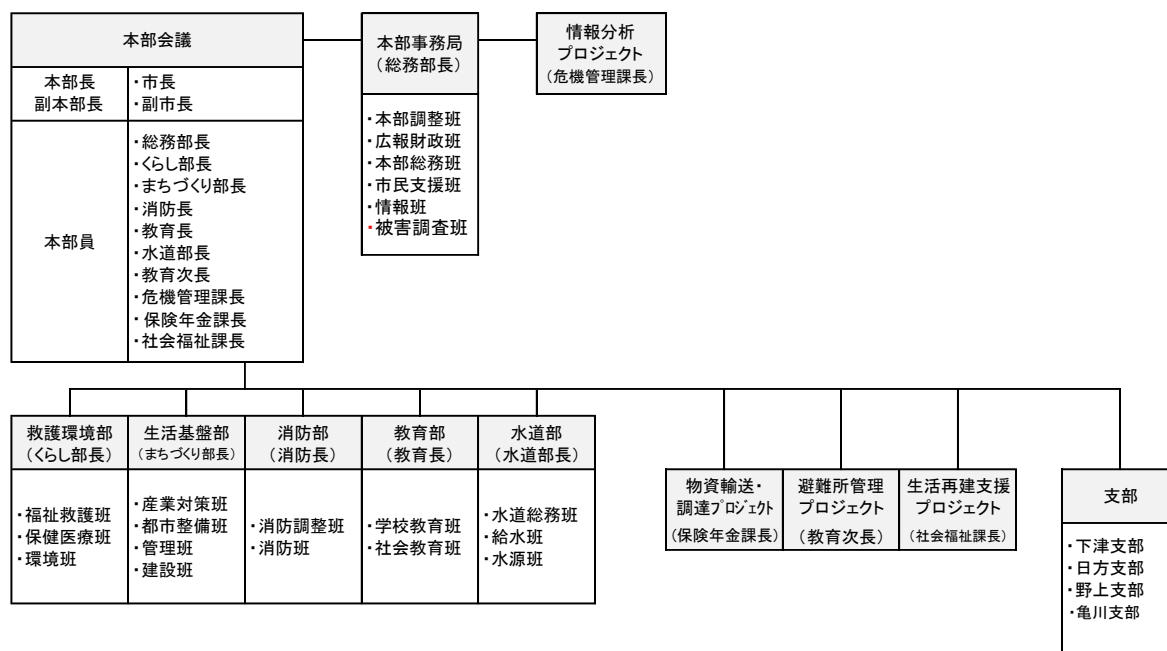 本部会議
本部長
副本部長
・市長
・副市長
本部員
・総務部長
・くらし部長
・まちづくり部長
・消防長
・教育長
・水道部長
・教育次長
・危機管理課長
・保険年金課長
・社会福祉課長
本部事務局
(総務部長)
・本部調整班
・広報財政班
・本部総務班
・市民支援班
・情報班
・被害調査班
情報分析
プロジェクト
(危機管理課長)
救護環境部
(くらし部長)
・福祉救護班
・保健医療班
・環境班
生活基盤部
(まちづくり部長)
・産業対策班
・都市整備班
・管理班
・建設班
消防部
(消防長)
・消防調整班
・消防班
教育部
(教育長)
・学校教育班
・社会教育班
水道部
(水道部長)
・水道総務班
・給水班
・水源班
物資輸送・
調達プロジェクト
(保険年金課長)
避難所管理
プロジェクト
(教育次長)
生活再建支援
プロジェクト
(社会福祉課長)
支部
・下津支部
・日方支部
・野上支部
・亀川支部